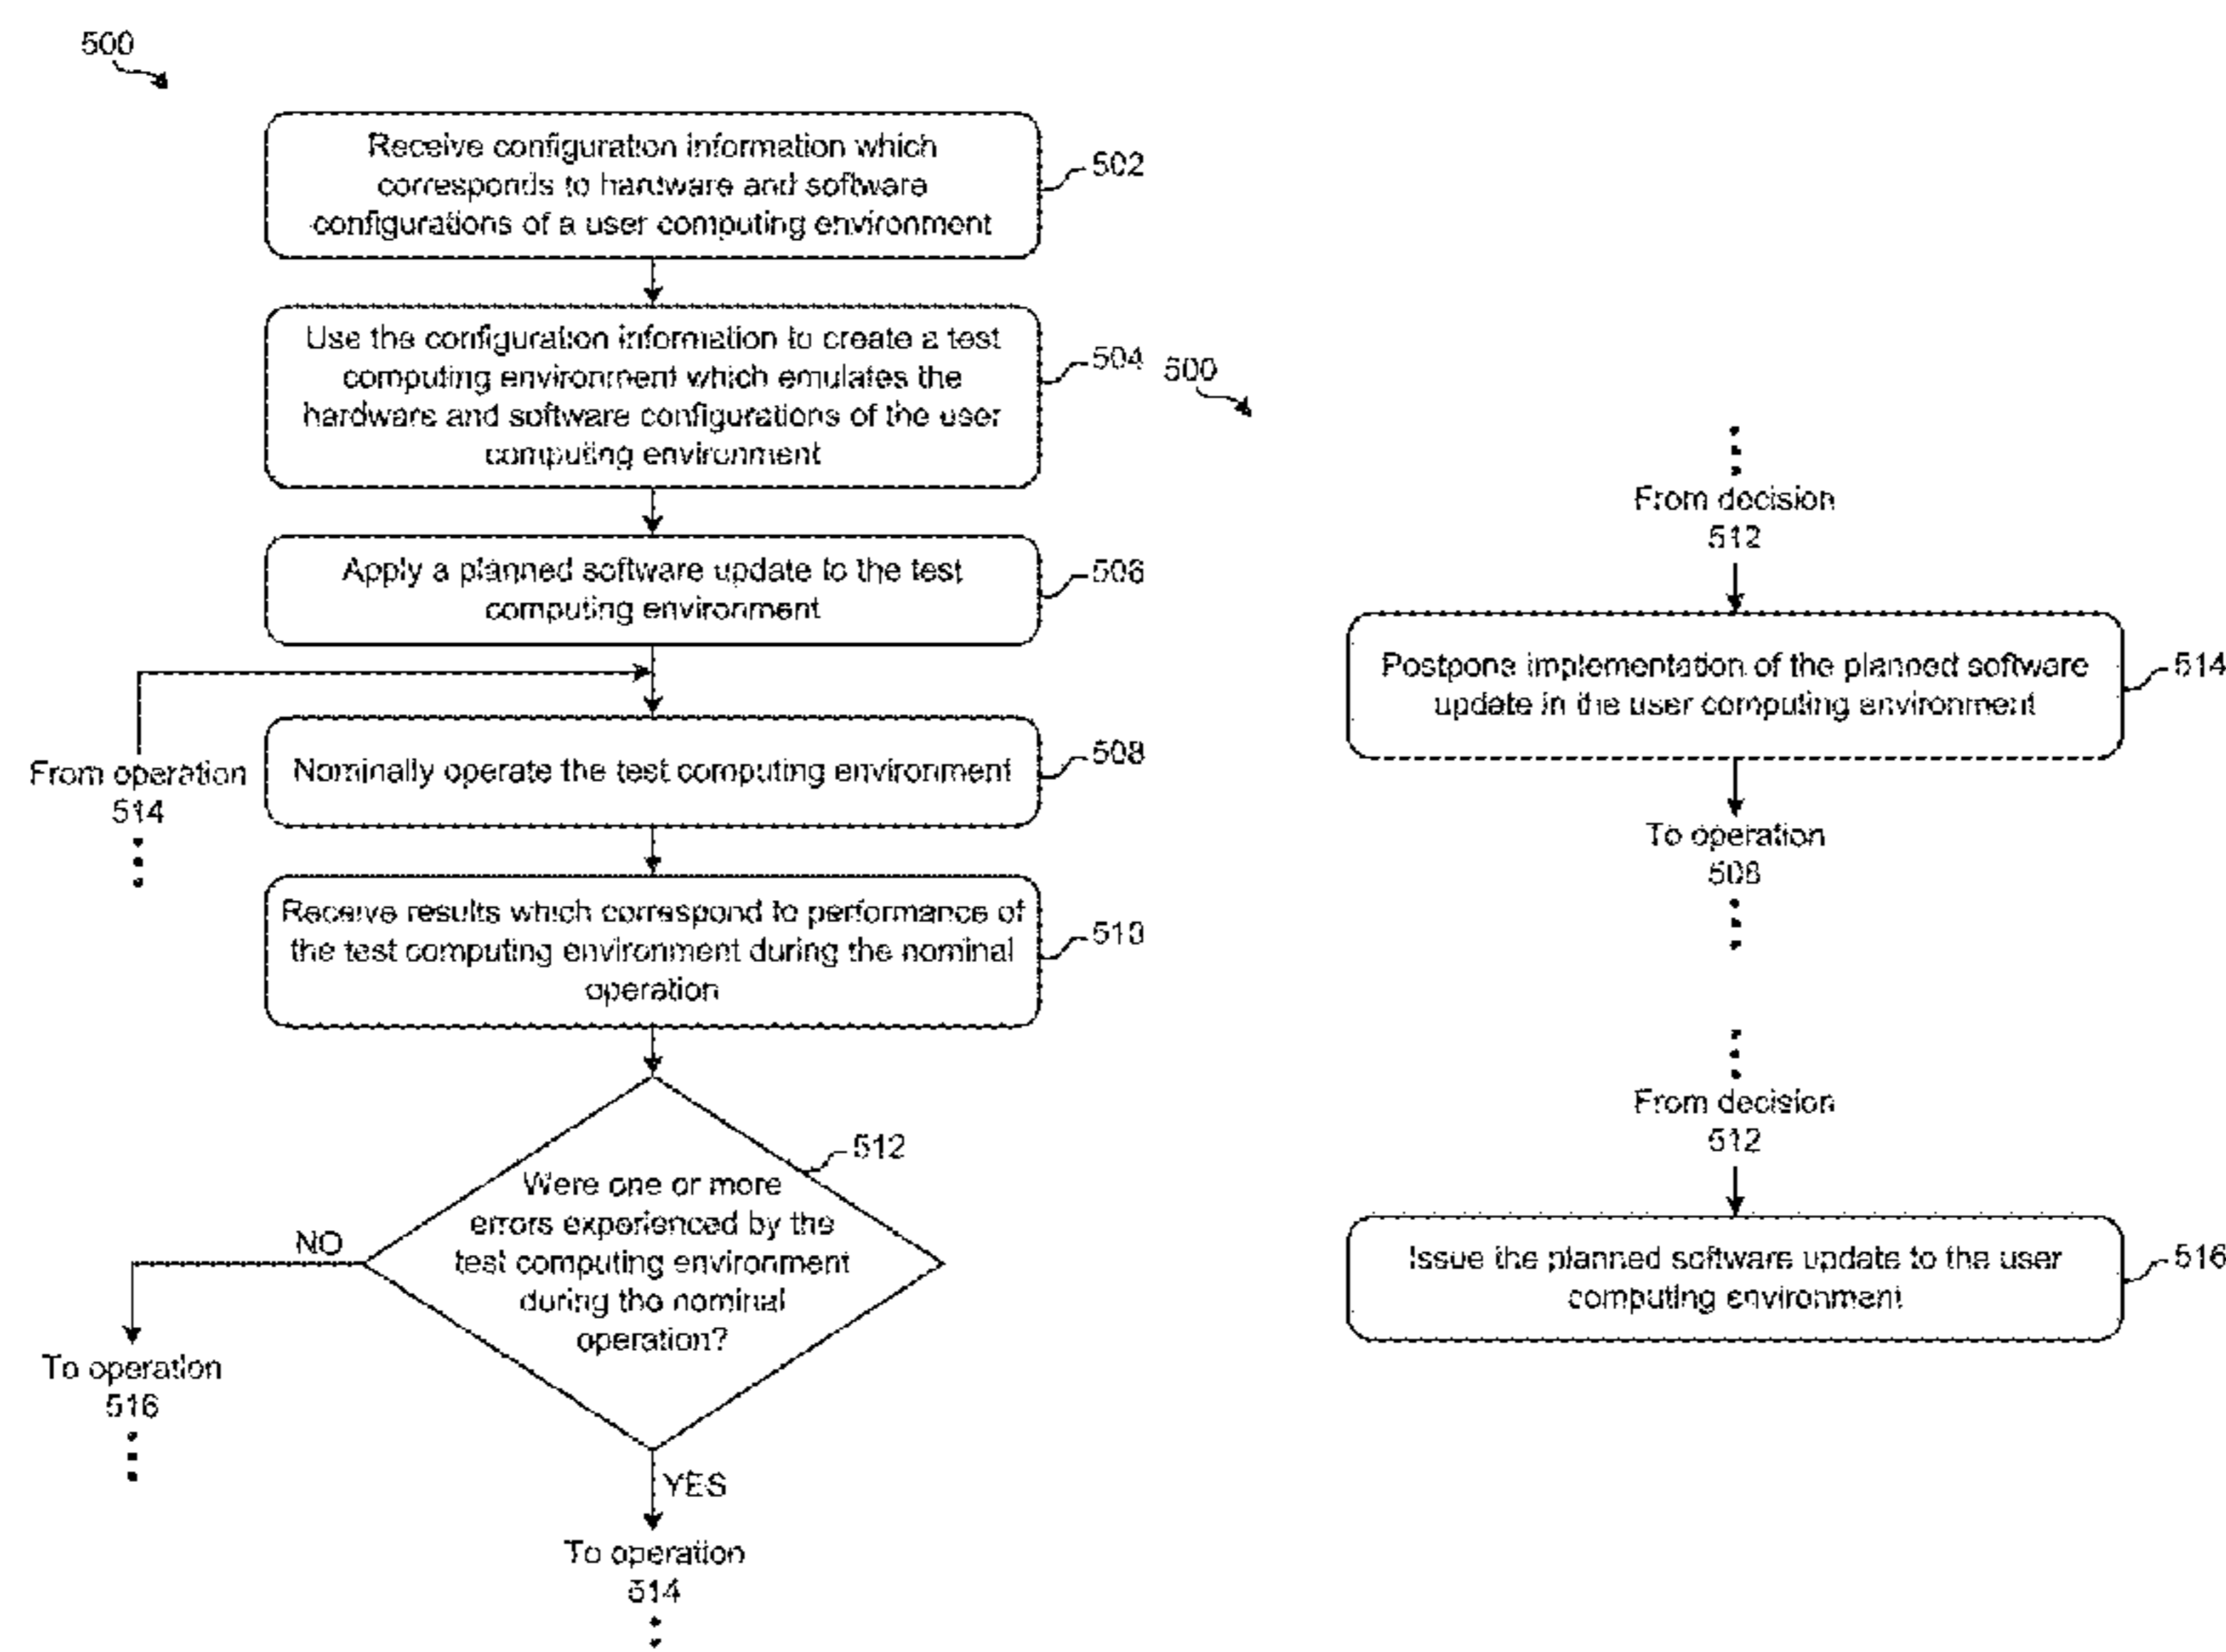 500
Receive configuration information which
corresponds to hardware and software
configurations of a user computing environment
502
Use the configuration information to create a test
computing environment which emulates the
hardware and software configurations of the user
computing environment
504
Apply a planned software update to the test
computing environment
506
From operation
514
Nominally operate the test computing environment
508
Receive results which correspond to performance of
the test computing environment during the nominal
operation
510
Were one or more
errors experienced by the
test computing environment
during the nominal
operation?
512
NO
To operation
516
YES
To operation
514
500
From decision
512
Postpone implementation of the planned software
update in the user computing environment
514
To operation
508
From decision
512
Issue the planned software update to the user
computing environment
516